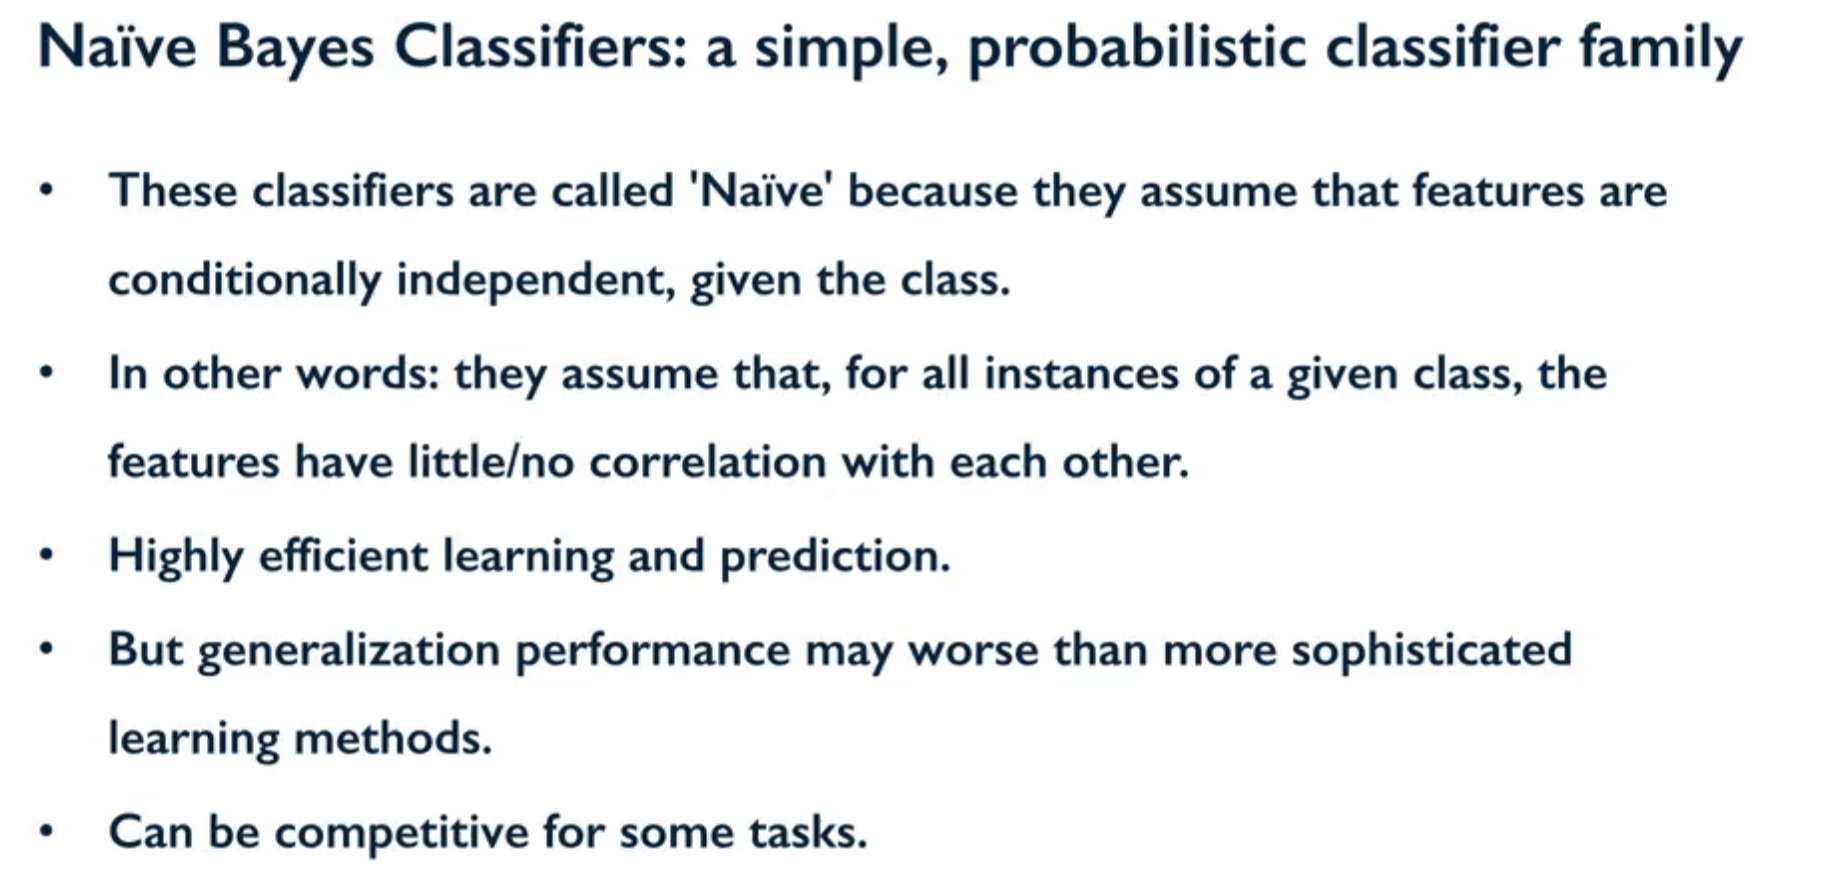 Naïve Bayes Classifiers: a simple, probabilistic classifier family
• These classifiers are called 'Naïve' because they assume that features are
conditionally independent, given the class.
• In other words: they assume that, for all instances of a given class, the
features have little/no correlation with each other.
• Highly efficient learning and prediction.
• But generalization performance may worse than more sophisticated
learning methods.
• Can be competitive for some tasks.